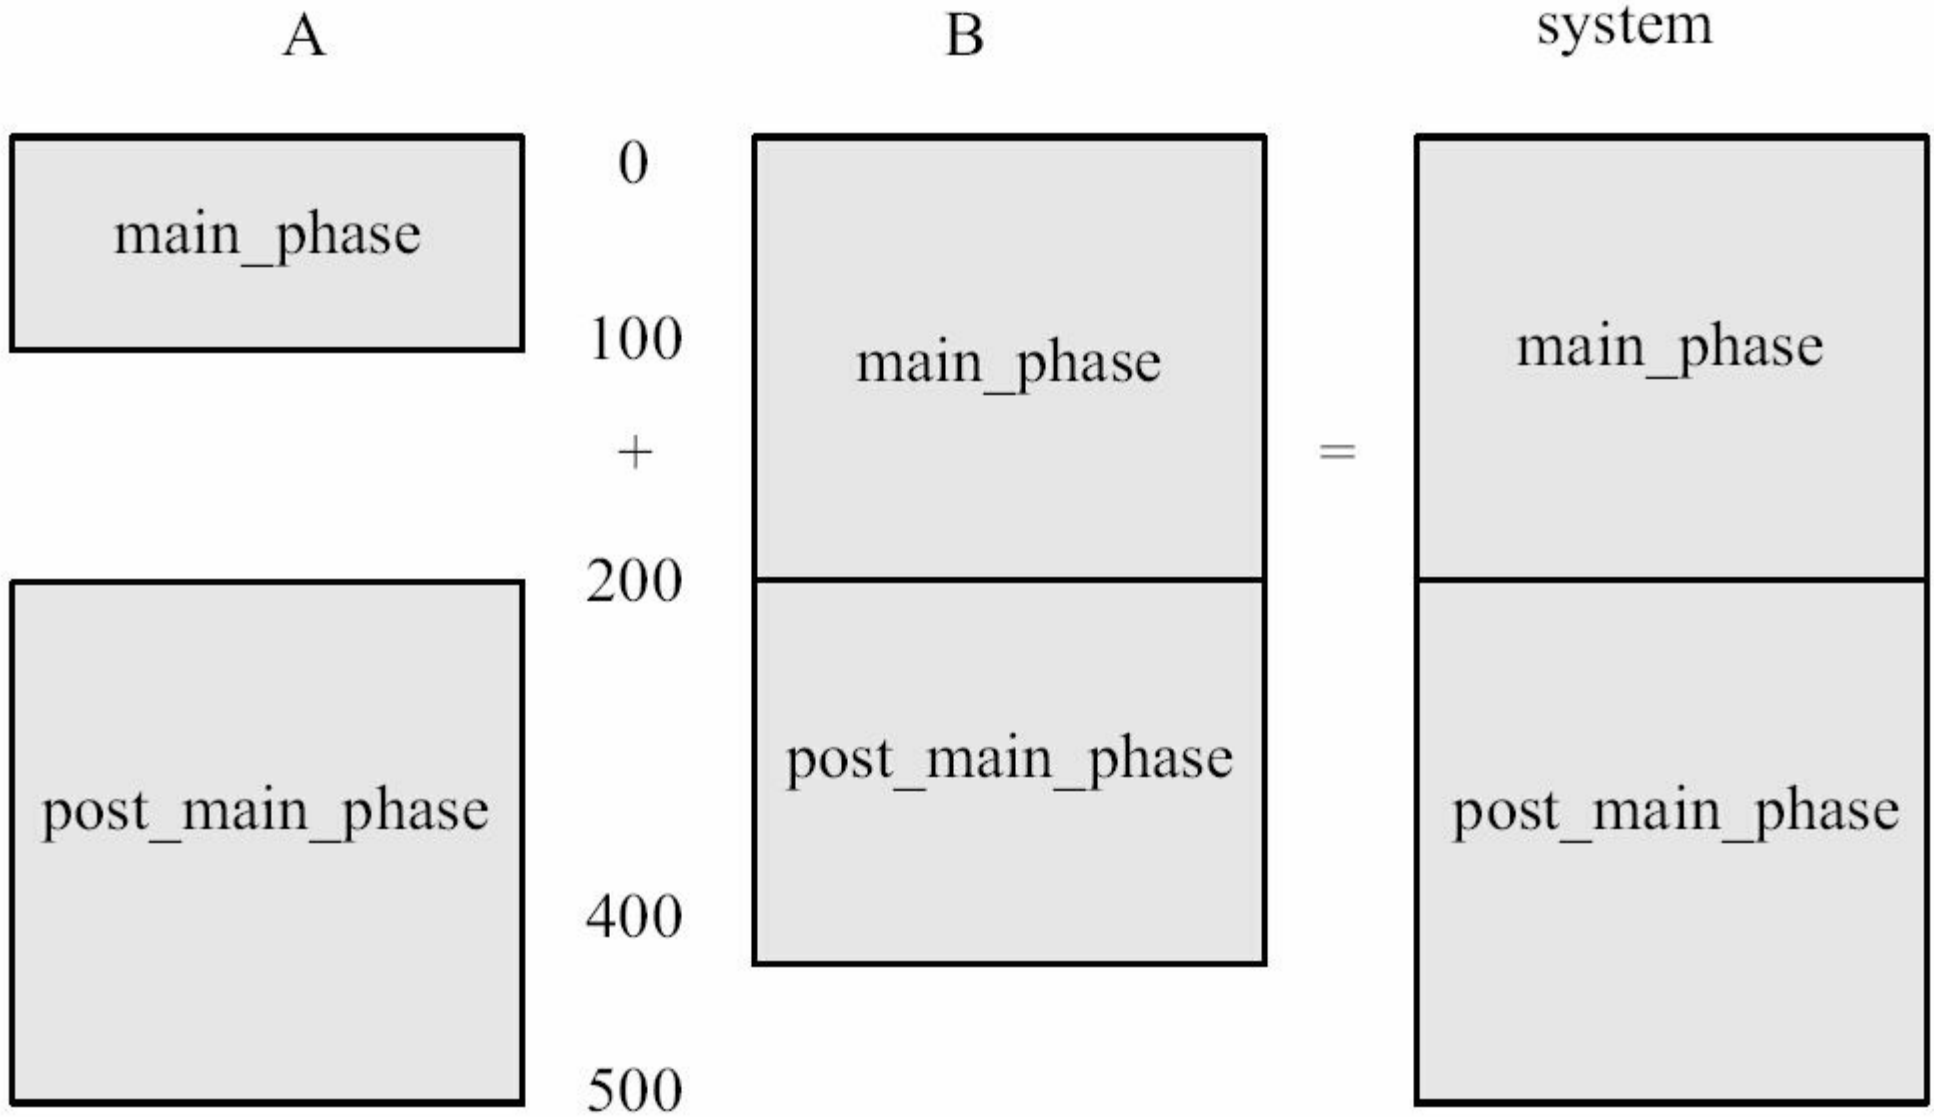 A
B
system
0
main_phase
100
main_phase
main_phase
+
=
200
post_main_phase
post_main_phase
post_main_phase
400
500